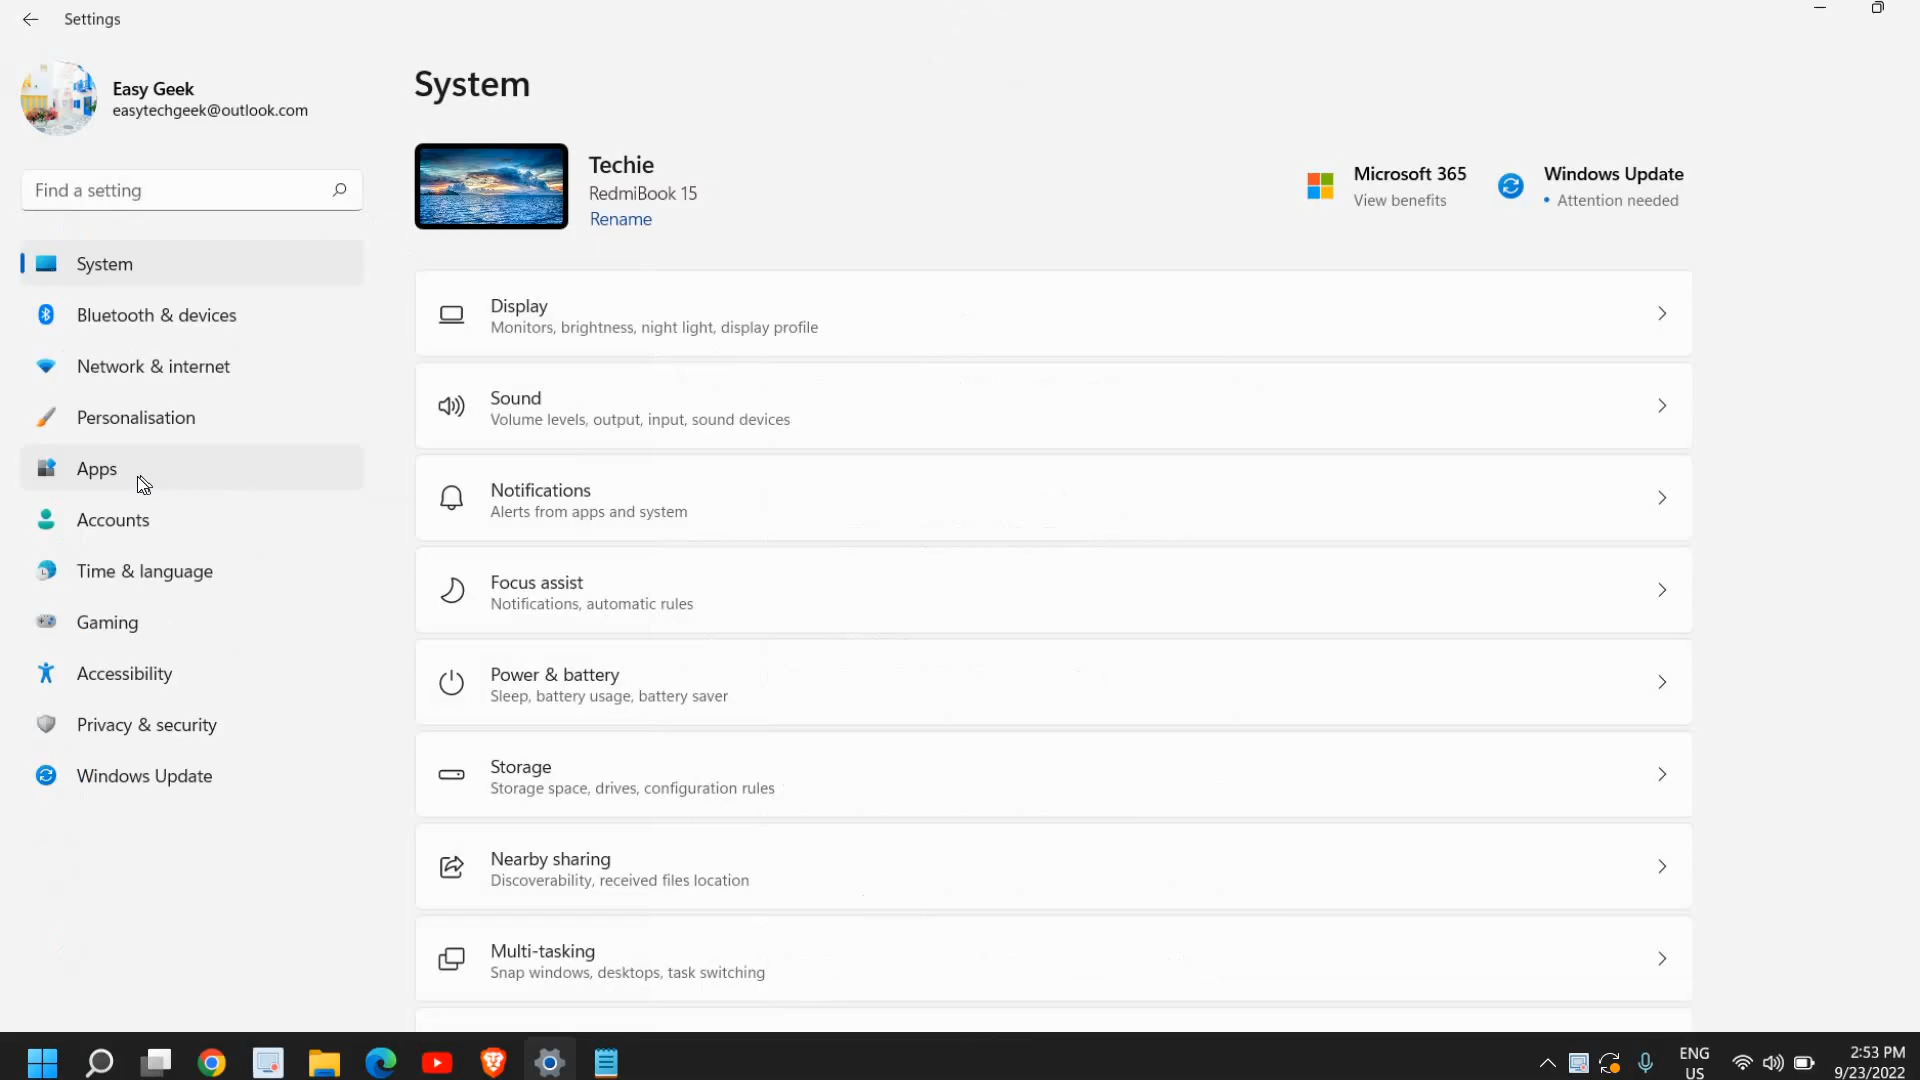 Settings
Easy Geek
easytechgeek@outlook.com
Find a setting
System
Bluetooth & devices
Network & internet
Personalisation
Apps
Accounts
Time & language
Gaming
Accessibility
Privacy & security
Windows Update
System
Techie
RedmiBook 15
Rename
Microsoft 365
View benefits
Windows Update
Attention needed
Display
Monitors, brightness, night light, display profile
Sound
Volume levels, output, input, sound devices
Notifications
Alerts from apps and system
Focus assist
Notifications, automatic rules
Power & battery
Sleep, battery usage, battery saver
Storage
Storage space, drives, configuration rules
Nearby sharing
Discoverability, received files location
Multi-tasking
Snap windows, desktops, task switching
ENG
US
2:53 PM
9/23/2022